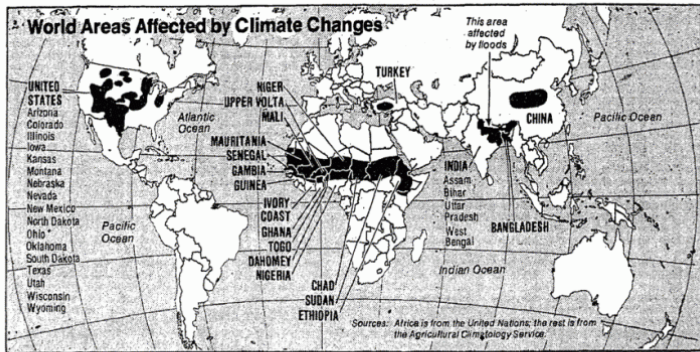 World Areas Affected by Climate Changes
This area
affected
by floods
UNITED
STATES
Arizona
Colorado
Illinois
Iowa
Kansas
Montana
Nebraska
Nevada
New Mexico
North Dakota
Ohio *
Oklahoma
South Dakota
Texas
Utah
Wisconsin
Wyoming
Atlantic
Ocean
Pacific
Ocean
NIGER
UPPER VOLTA
MALI
MAURITANIA
SENEGAL
GAMBIA
GUINEA
IVORY
COAST
GHANA
TOGO
DAHOMEY
NIGERIA
CHAD
SUDAN
ETHIOPIA
TURKEY
CHINA
Pacific Ocean
INDIA
Assam
Bihar
Uttar
Pradesh
West
Bengal
BANGLADESH
Indian Ocean
Sources: Africa is from the United Nations; the rest is from
the Agricultural Climatology Service.